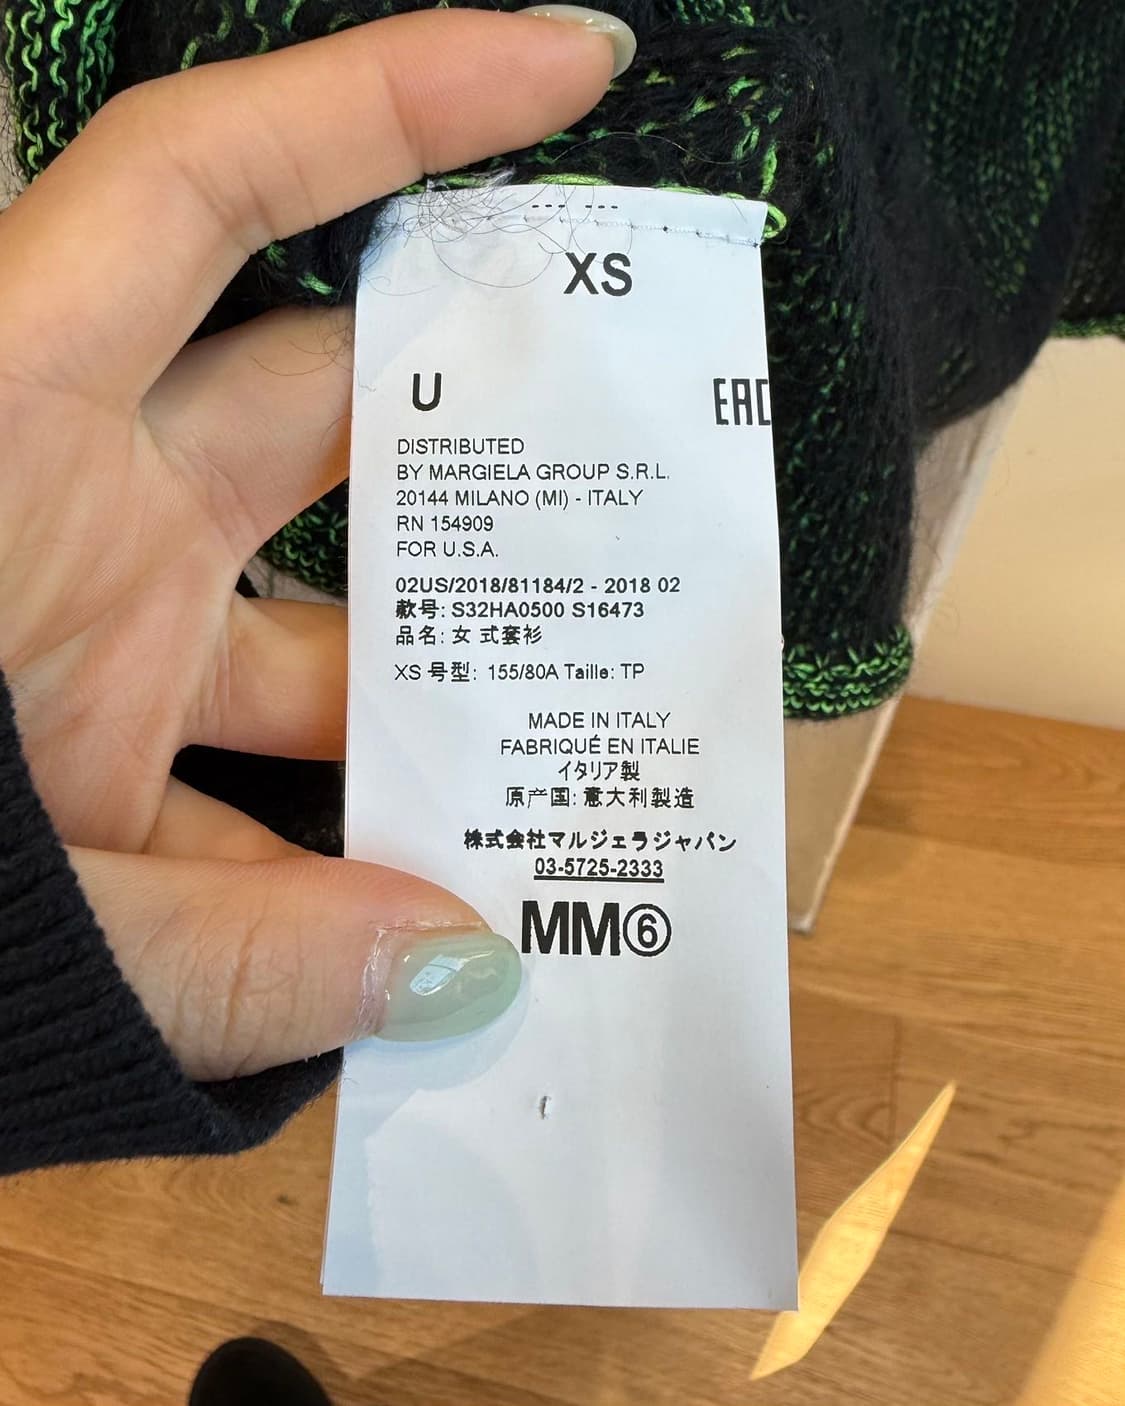 XS
U
EAC
DISTRIBUTED
BY MARGIELA GROUP S.R.L.
20144 MILANO (MI) - ITALY
RN 154909
FOR U.S.A.
02US/2018/81184/2 - 2018 02
款号: S32HA0500 S16473
品名: 女 式套衫
XS 号型: 155/80A Taille: TP
MADE IN ITALY
FABRIQUÉ EN ITALIE
イタリア製
原产国: 意大利製造
株式会社マルジェラジャパン
03-5725-2333
MM⑥